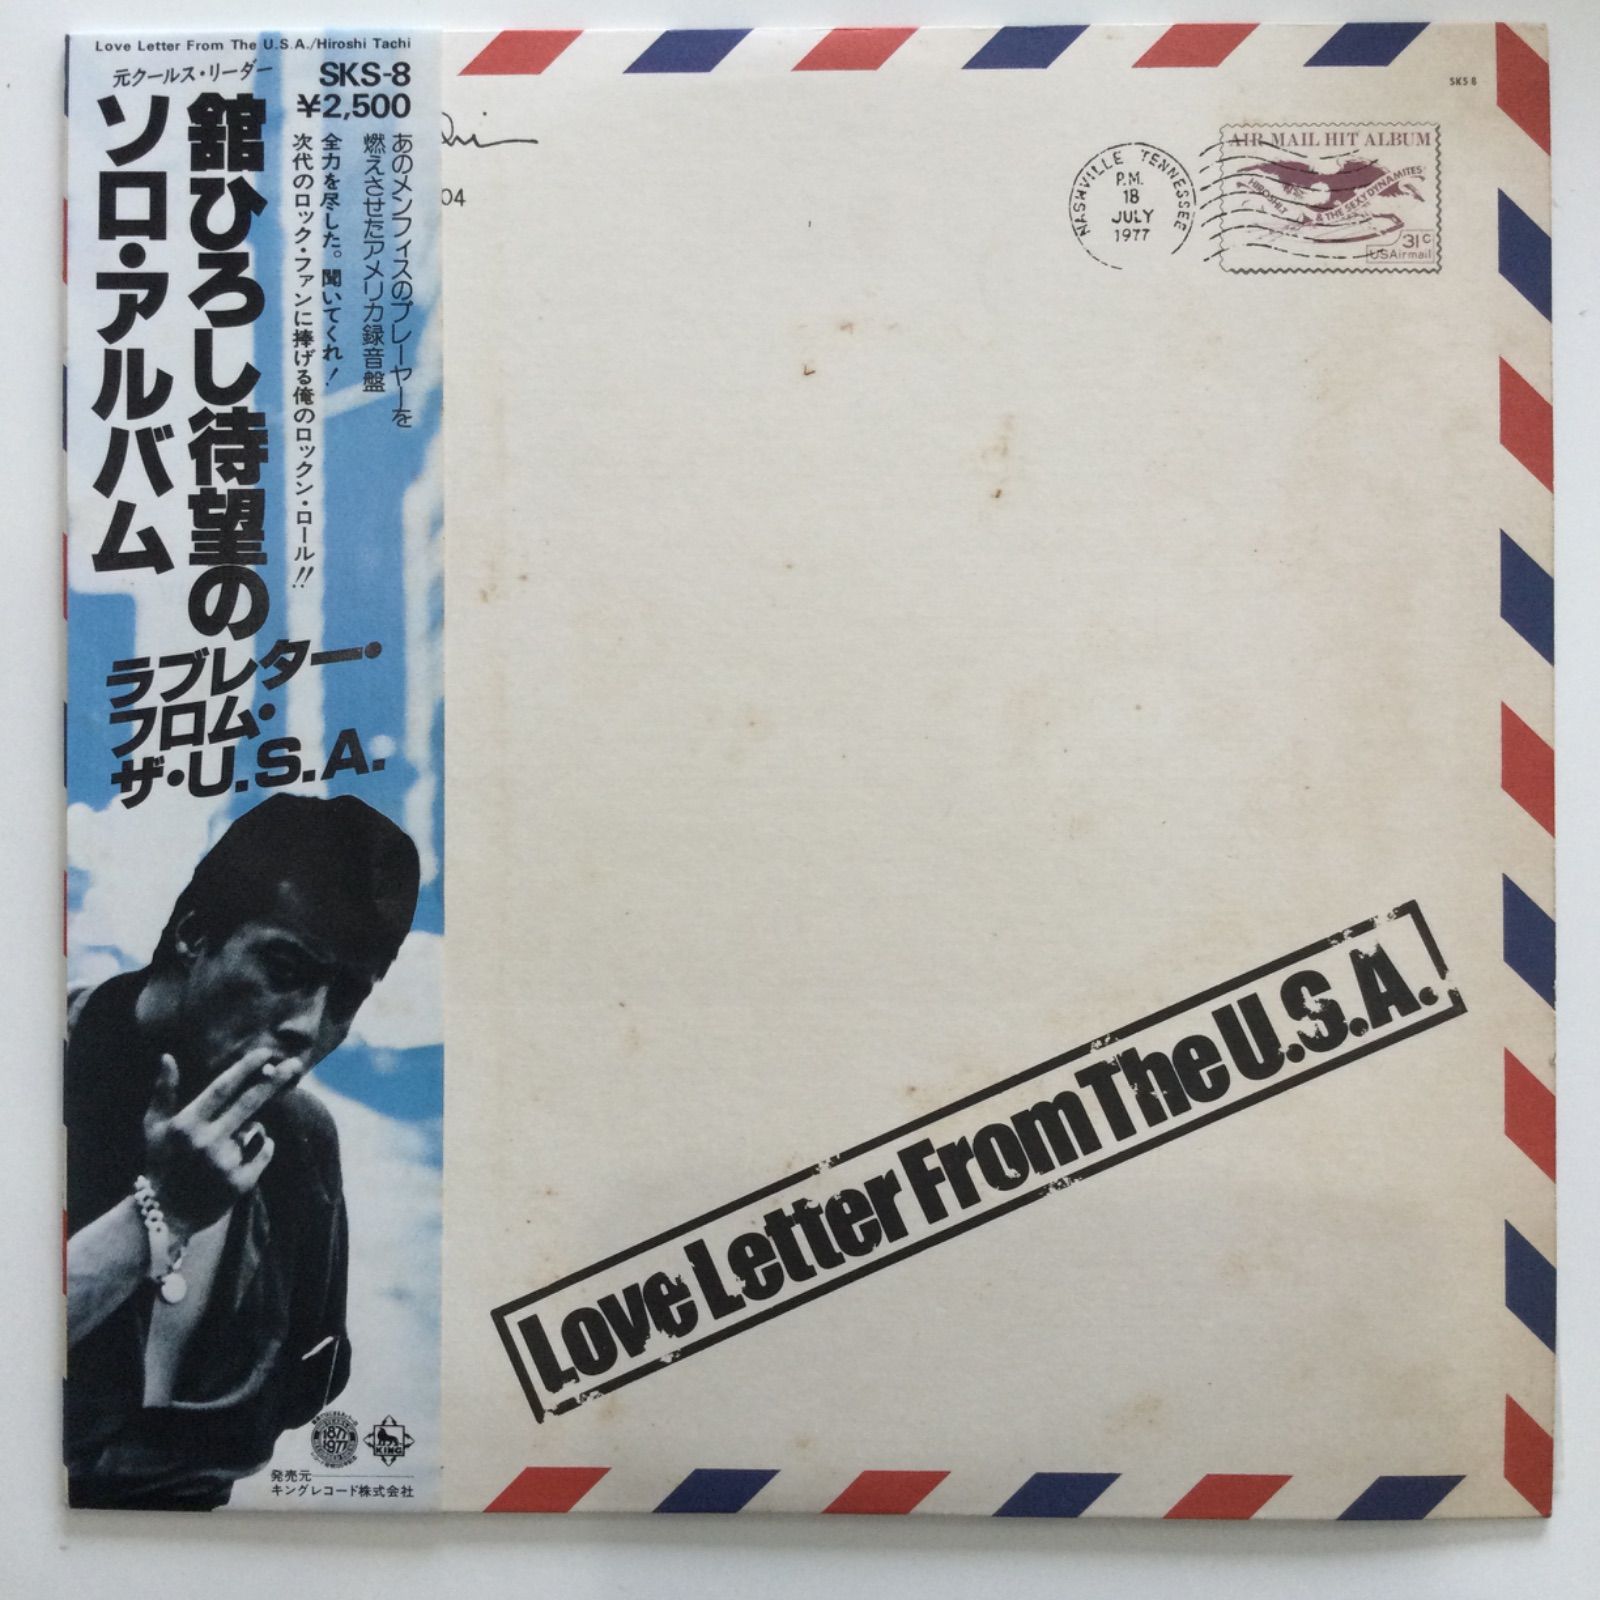 Love Letter From The U.S.A./Hiroshi Tachi
元クールス・リーダー
SKS-8
¥2,500
あのメンフィスのプレーヤーを
燃えさせたアメリカ録音盤
全力を尽した。聞いてくれ!
次代のロック・ファンに捧げる俺のロックン・ロール!!
舘ひろし待望の
ソロ・アルバム
ラブレター・
フロム・
ザ・U.S.A.
1877
1977
KING
発売元
キングレコード株式会社
04
SKS 8
NASHVILLE TENNESSEE
P.M.
18
JULY
1977
AIR MAIL HIT ALBUM
HIROSHI.T & THE SEXY DYNAMITES
31c
USAirmail
Love Letter From The U.S.A.